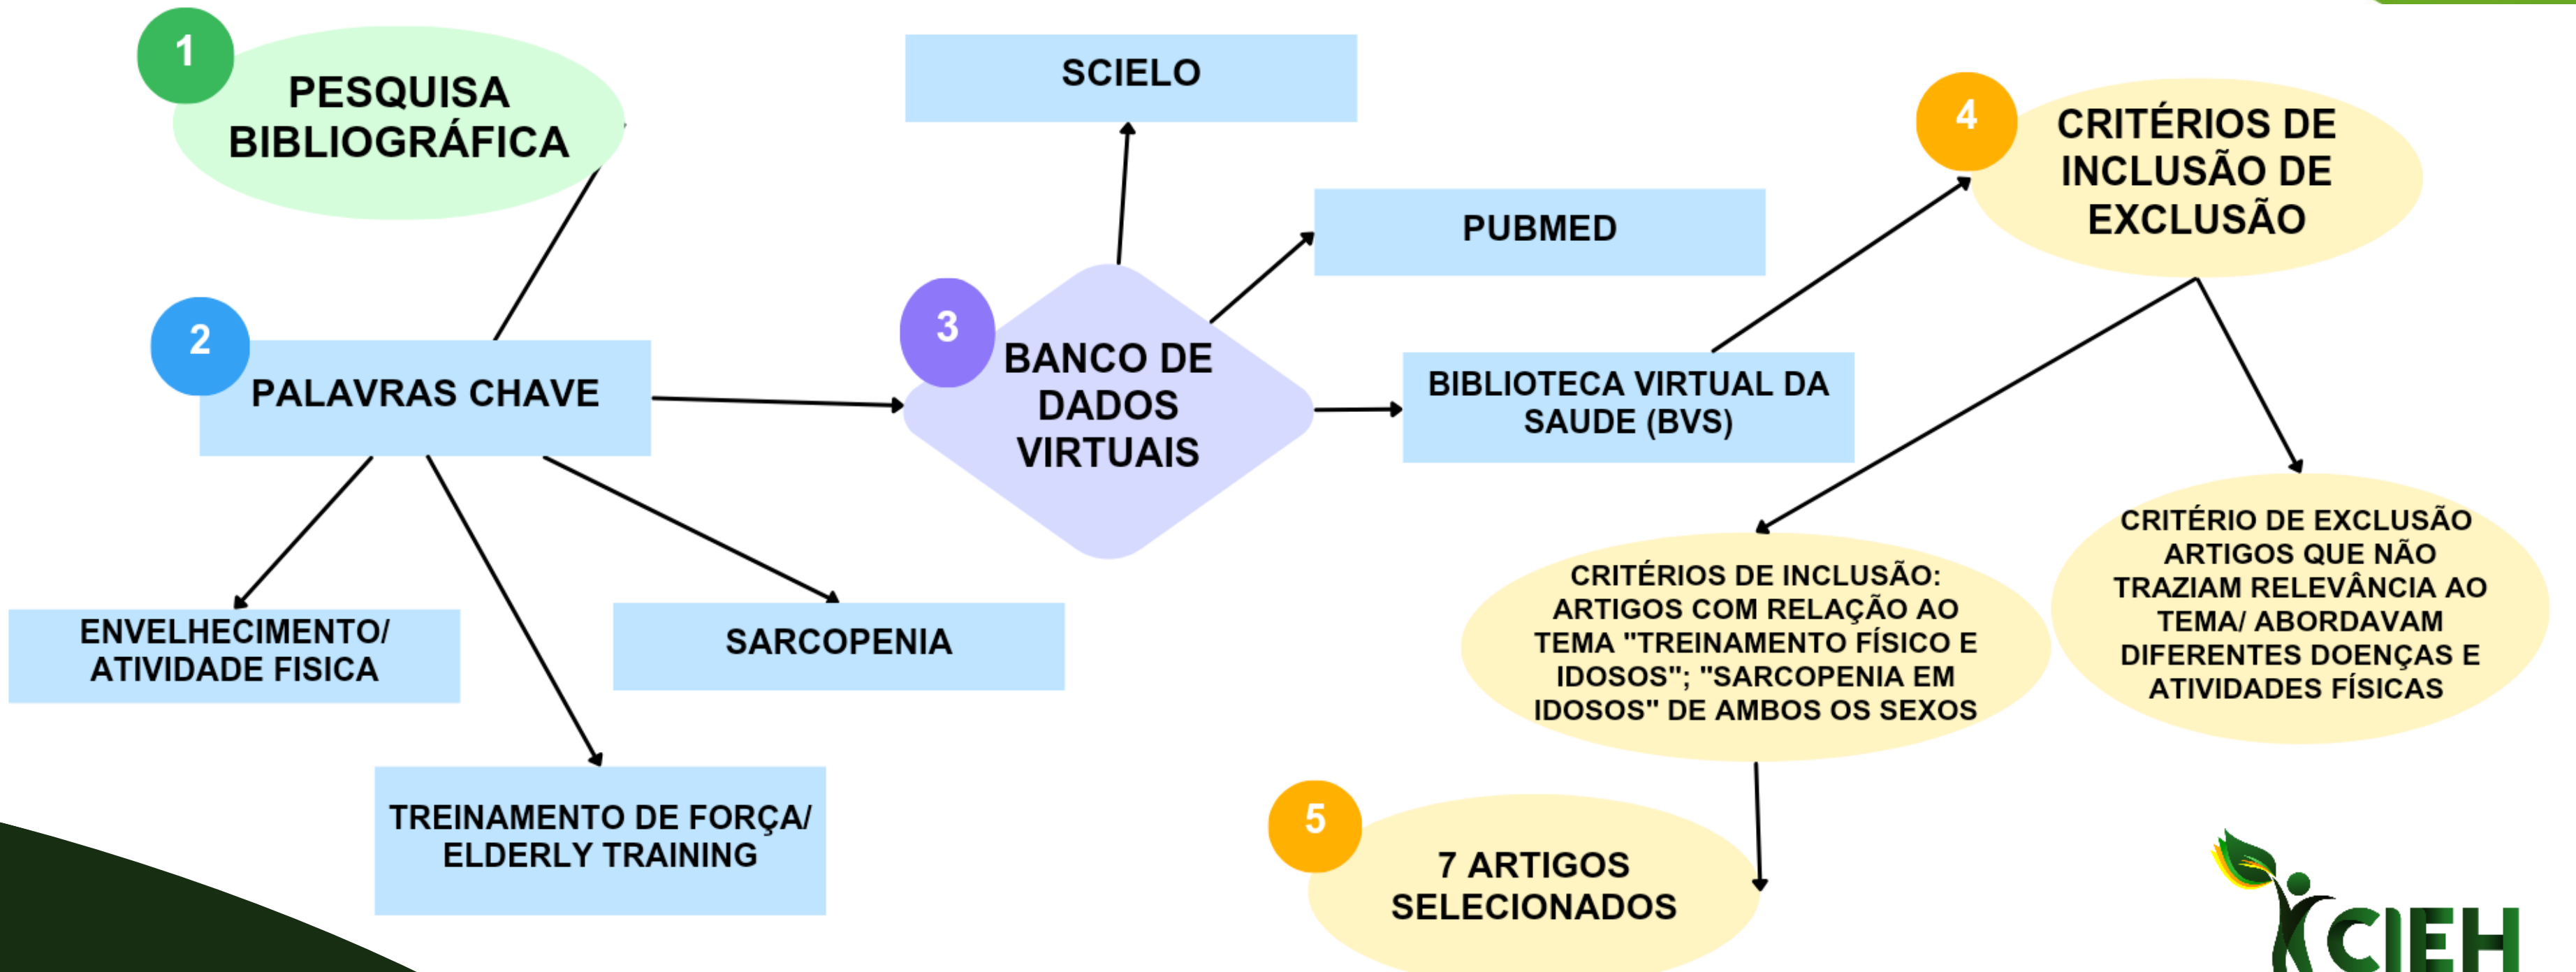 1
PESQUISA
BIBLIOGRÁFICA
2
PALAVRAS CHAVE
ENVELHECIMENTO/
ATIVIDADE FISICA
TREINAMENTO DE FORÇA/
ELDERLY TRAINING
SARCOPENIA
3
BANCO DE
DADOS
VIRTUAIS
SCIELO
PUBMED
BIBLIOTECA VIRTUAL DA
SAUDE (BVS)
4
CRITÉRIOS DE
INCLUSÃO DE
EXCLUSÃO
CRITÉRIOS DE INCLUSÃO:
ARTIGOS COM RELAÇÃO AO
TEMA "TREINAMENTO FÍSICO E
IDOSOS"; "SARCOPENIA EM
IDOSOS" DE AMBOS OS SEXOS
CRITÉRIO DE EXCLUSÃO
ARTIGOS QUE NÃO
TRAZIAM RELEVÂNCIA AO
TEMA/ ABORDAVAM
DIFERENTES DOENÇAS E
ATIVIDADES FÍSICAS
5
7 ARTIGOS
SELECIONADOS
CIEH